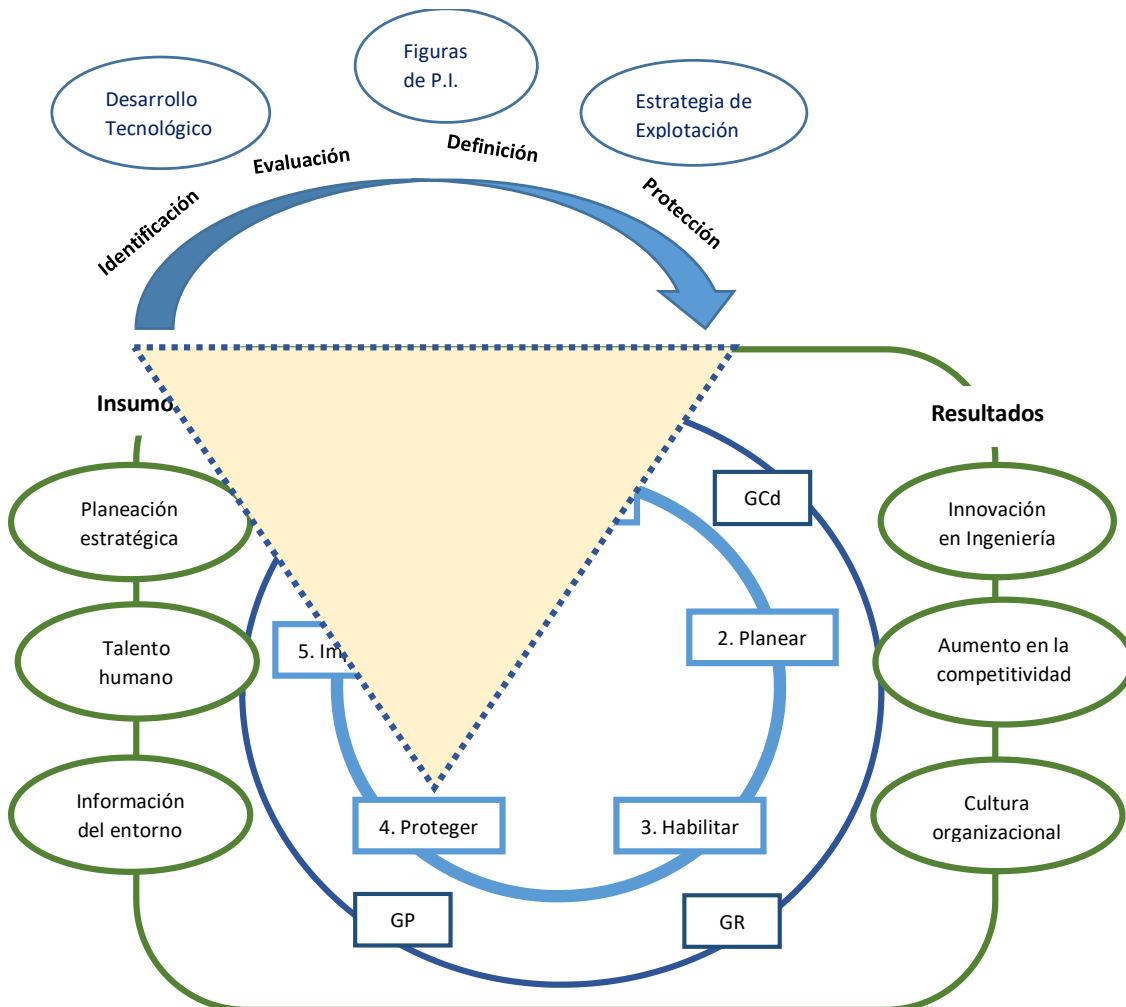 Figuras
de P.I.
Desarrollo
Tecnológico
Estrategia de
Explotación
Evaluación
Definición
Identificación
Protección
Insumo
Resultados
Planeación
estratégica
GCd
Innovación
en Ingeniería
Talento
humano
5. Im
2. Planear
Aumento en la
competitividad
Información
del entorno
4. Proteger
3. Habilitar
Cultura
organizacional
GP
GR